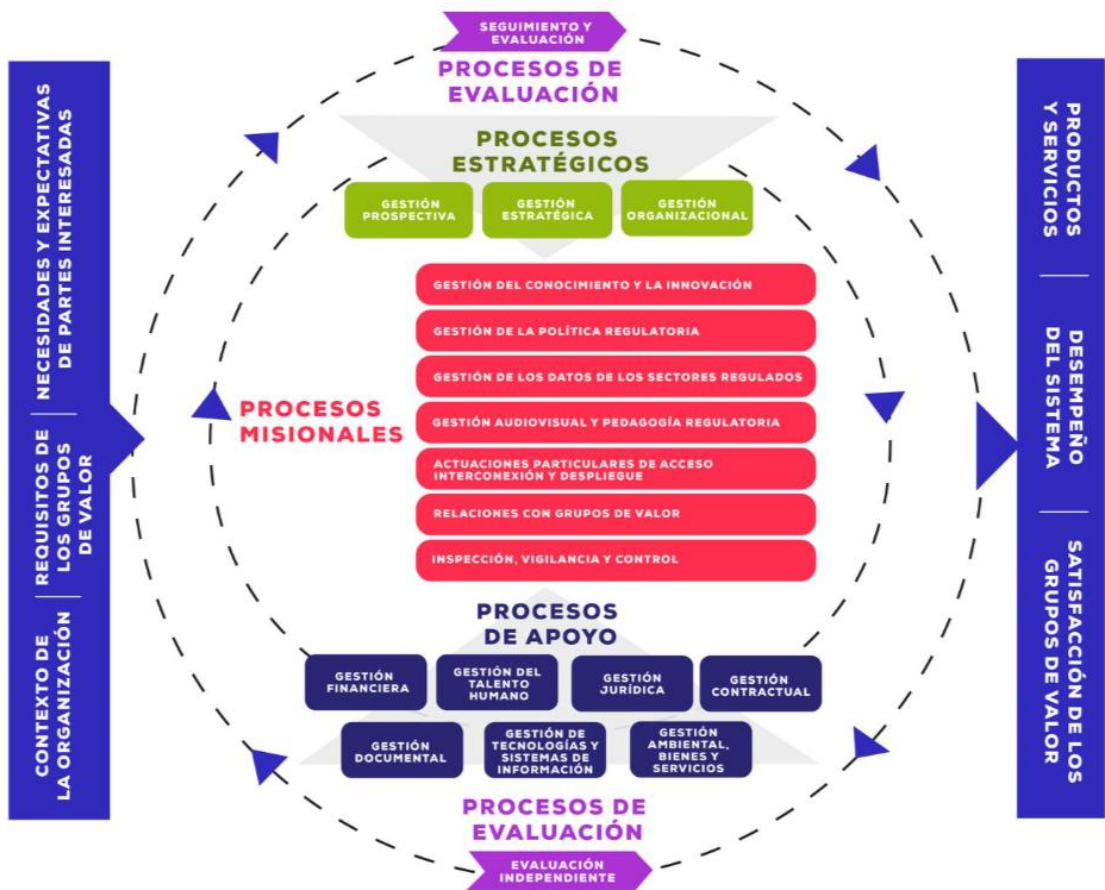 SEGUIMIENTO Y
EVALUACIÓN
PROCESOS DE
EVALUACIÓN
NECESIDADES Y EXPECTATIVAS
DE PARTES INTERESADAS
REQUISITOS DE
LOS GRUPOS
DE VALOR
CONTEXTO DE
LA ORGANIZACIÓN
PROCESOS
ESTRATÉGICOS
GESTIÓN
PROSPECTIVA
GESTIÓN
ESTRATÉGICA
GESTIÓN
ORGANIZACIONAL
PROCESOS
MISIONALES
GESTIÓN DEL CONOCIMIENTO Y LA INNOVACIÓN
GESTIÓN DE LA POLÍTICA REGULATORIA
GESTIÓN DE LOS DATOS DE LOS SECTORES REGULADOS
GESTIÓN AUDIOVISUAL Y PEDAGOGÍA REGULATORIA
ACTUACIONES PARTICULARES DE ACCESO
INTERCONEXIÓN Y DESPLIEGUE
RELACIONES CON GRUPOS DE VALOR
INSPECCIÓN, VIGILANCIA Y CONTROL
PROCESOS
DE APOYO
GESTIÓN
FINANCIERA
GESTIÓN DEL
TALENTO
HUMANO
GESTIÓN
JURÍDICA
GESTIÓN
CONTRACTUAL
GESTIÓN
DOCUMENTAL
GESTIÓN DE
TECNOLOGÍAS Y
SISTEMAS DE
INFORMACIÓN
GESTIÓN
AMBIENTAL,
BIENES Y
SERVICIOS
PROCESOS DE
EVALUACIÓN
EVALUACIÓN
INDEPENDIENTE
PRODUCTOS
Y SERVICIOS
DESEMPEÑO
DEL SISTEMA
SATISFACCIÓN DE LOS
GRUPOS DE VALOR